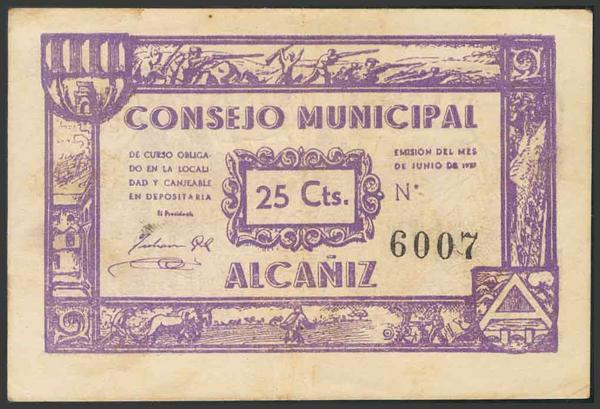 CONSEJO MUNICIPAL
DE CURSO OBLIGA-
DO EN LA LOCALI-
DAD Y CANJEABLE
EN DEPOSITARIA
El Presidente
25 Cts.
EMISION DEL MES
DE JUNIO DE 1937
N°
6007
ALCAÑIZ